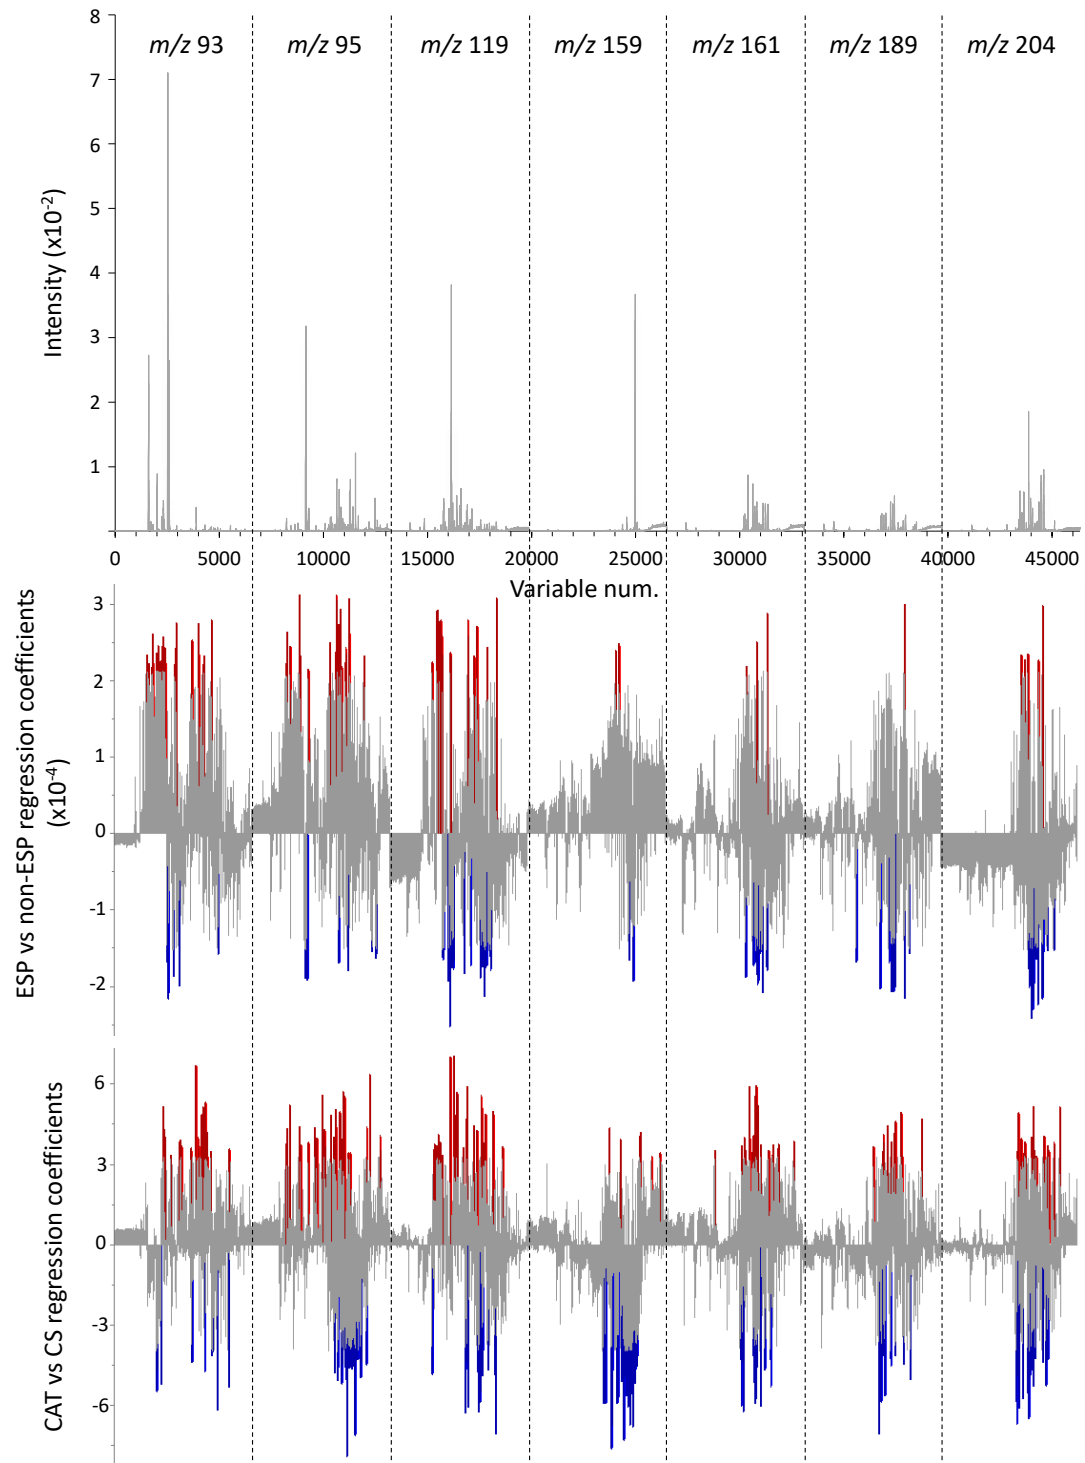 m/z 93 m/z 95 m/z 119 m/z 159 m/z 161 m/z 189 m/z 204
Intensity (x10⁻²)
8
7
6
5
4
3
2
1
0 5000 10000 15000 20000 25000 30000 35000 40000 45000
Variable num.
ESP vs non-ESP regression coefficients
(x10⁻⁴)
3
2
1
0
-1
-2
CAT vs CS regression coefficients
6
3
0
-3
-6